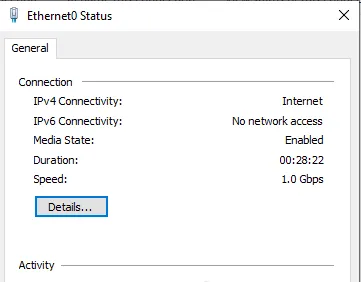 Ethernet0 Status
General
Connection
IPv4 Connectivity: Internet
IPv6 Connectivity: No network access
Media State: Enabled
Duration: 00:28:22
Speed: 1.0 Gbps
Details...
Activity